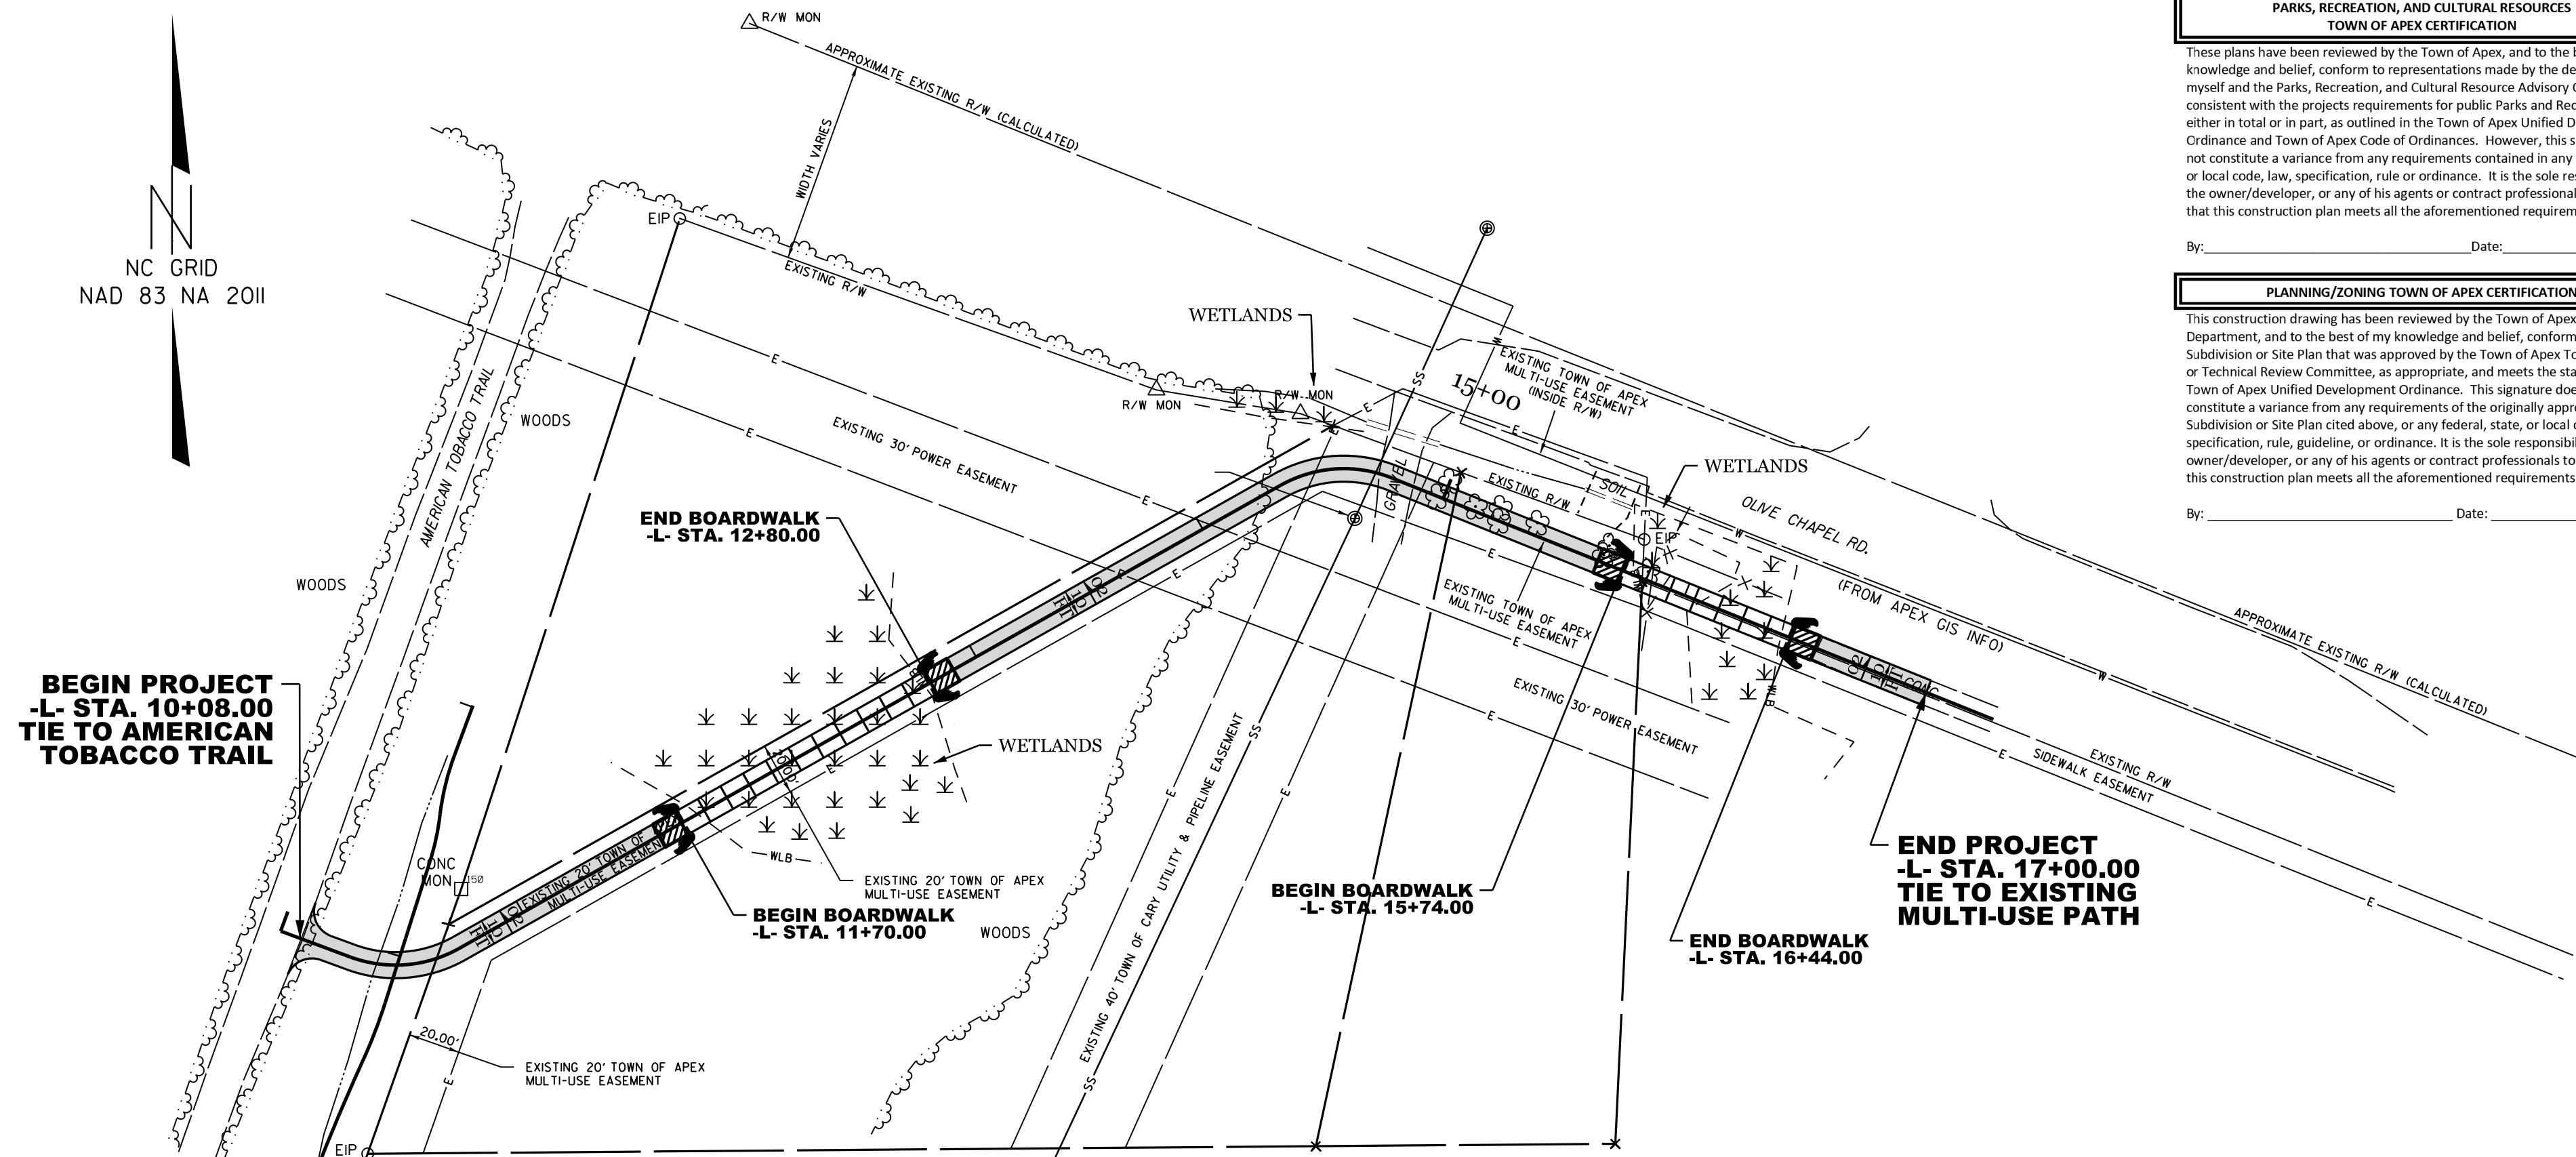 R/W MON
APPROXIMATE EXISTING R/W (CALCULATED)
WIDTH VARIES
NC GRID
NAD 83 NA 2011
EIP
EXISTING R/W
AMERICAN TOBACCO TRAIL
WOODS
WOODS
E
E
EXISTING 30' POWER EASEMENT
E
E
E
WETLANDS
R/W MON
R/W MON
E
SS
W
EXISTING TOWN OF APEX
MULTI-USE EASEMENT
(INSIDE R/W)
15+00
E
GRAVEL
EXISTING R/W
SOIL
WETLANDS
E
EIP
W
OLIVE CHAPEL RD.
(FROM APEX GIS INFO)
W
APPROXIMATE EXISTING R/W (CALCULATED)
END BOARDWALK
-L- STA. 12+80.00
E
EXISTING TOWN OF APEX
MULTI-USE EASEMENT
E
E
EXISTING 30' POWER EASEMENT
E
BEGIN PROJECT
-L- STA. 10+08.00
TIE TO AMERICAN
TOBACCO TRAIL
WETLANDS
20.00'
E
WLB
WLB
EXISTING 20' TOWN OF
MULTI-USE EASEMENT
CONC
MON
150
EXISTING 20' TOWN OF APEX
MULTI-USE EASEMENT
BEGIN BOARDWALK
-L- STA. 11+70.00
WOODS
EXISTING 40' TOWN OF CARY UTILITY & PIPELINE EASEMENT
SS
SS
E
E
BEGIN BOARDWALK
-L- STA. 15+74.00
END BOARDWALK
-L- STA. 16+44.00
END PROJECT
-L- STA. 17+00.00
TIE TO EXISTING
MULTI-USE PATH
CONC
EXISTING R/W
E
SIDEWALK EASEMENT
E
20.00'
EXISTING 20' TOWN OF APEX
MULTI-USE EASEMENT
E
EIP
PARKS, RECREATION, AND CULTURAL RESOURCES
TOWN OF APEX CERTIFICATION
These plans have been reviewed by the Town of Apex, and to the
knowledge and belief, conform to representations made by the
myself and the Parks, Recreation, and Cultural Resource Advisory
consistent with the projects requirements for public Parks and
either in total or in part, as outlined in the Town of Apex Unified
Ordinance and Town of Apex Code of Ordinances. However, this
not constitute a variance from any requirements contained in any
or local code, law, specification, rule or ordinance. It is the sole
the owner/developer, or any of his agents or contract
that this construction plan meets all the aforementioned
By: Date:
PLANNING/ZONING TOWN OF APEX CERTIFICATION
This construction drawing has been reviewed by the Town of Apex
Department, and to the best of my knowledge and belief,
Subdivision or Site Plan that was approved by the Town of Apex
or Technical Review Committee, as appropriate, and meets the
Town of Apex Unified Development Ordinance. This signature
constitute a variance from any requirements of the originally
Subdivision or Site Plan cited above, or any federal, state, or local
specification, rule, guideline, or ordinance. It is the sole
owner/developer, or any of his agents or contract professionals to
this construction plan meets all the aforementioned requirements
By: Date: